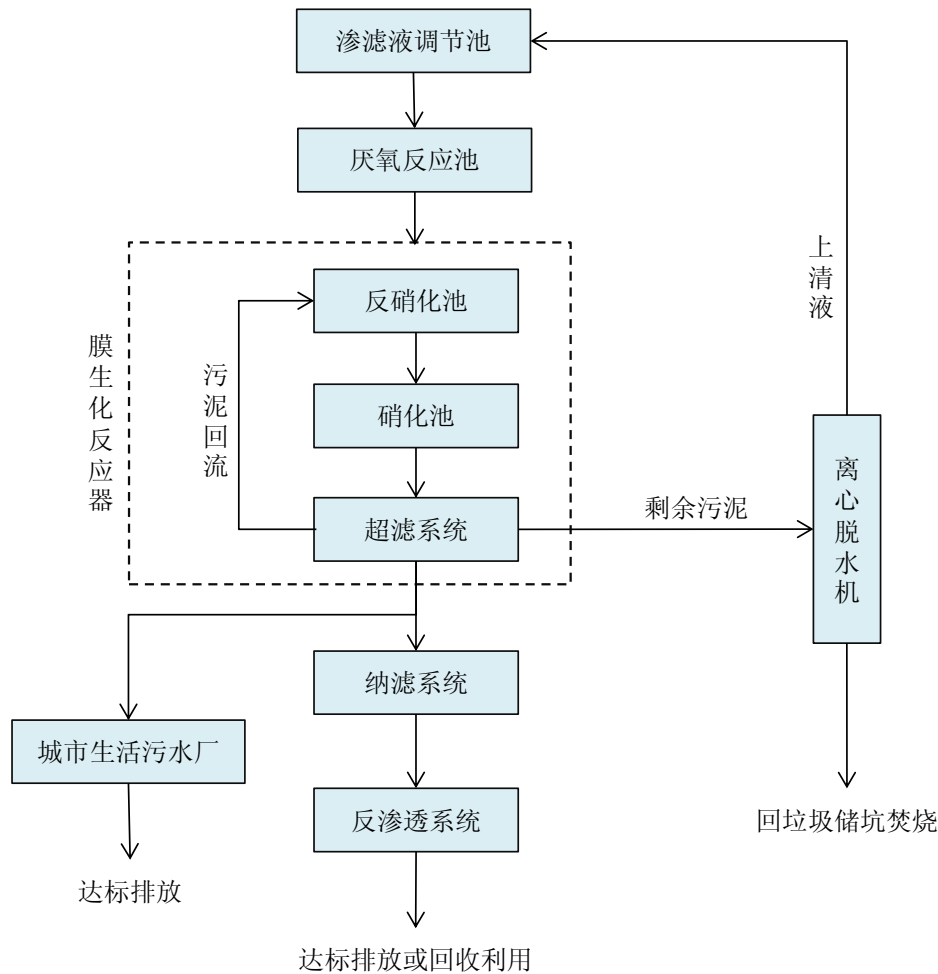 渗滤液调节池
厌氧反应池
上清液
反硝化池
膜生化反应器
污泥回流
硝化池
离心脱水机
剩余污泥
超滤系统
纳滤系统
城市生活污水厂
反渗透系统
回垃圾储坑焚烧
达标排放
达标排放或回收利用